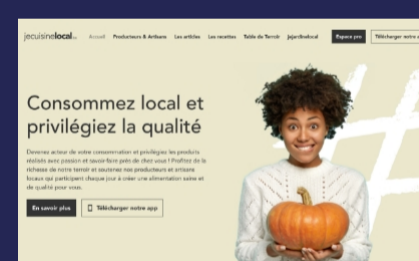 jecuisinelocal
Accueil Producteurs & Artisans Les articles Les recettes Table de Terroir jejardinelocal Espace pro Télécharger notre
Consommez local et
privilégiez la qualité
Devenez acteur de votre consommation et privilégiez les produits
réalisés avec passion et savoir-faire près de chez vous ! Profitez de la
richesse de notre terroir et soutenez nos producteurs et artisans
locaux qui participent chaque jour à créer une alimentation saine et
de qualité pour vous.
En savoir plus Télécharger notre app